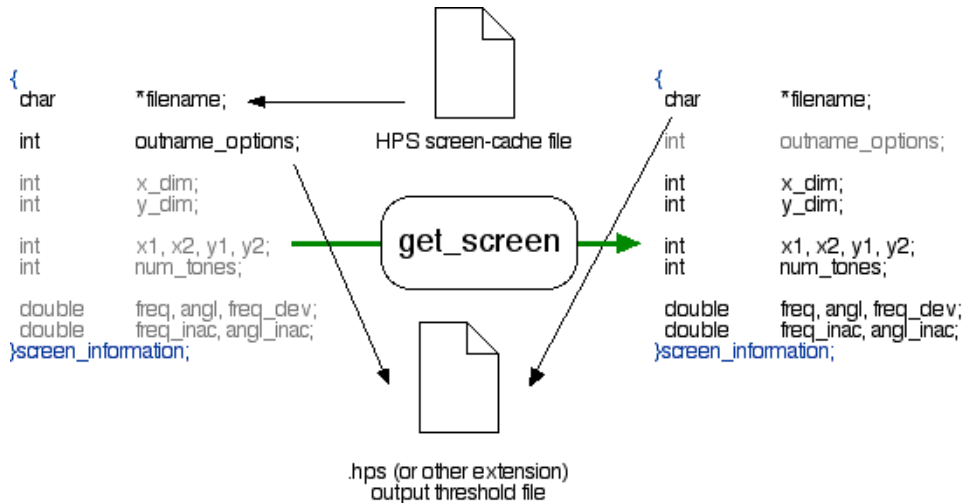 {
char *filename;
int outname_options;
int x_dim;
int y_dim;
int x1, x2, y1, y2;
int num_tones;
double freq, angl, freq_dev;
double freq_inac, angl_inac;
}screen_information;
HPS screen-cache file
get_screen
.hps (or other extension)
output threshold file
{
char *filename;
int outname_options;
int x_dim;
int y_dim;
int x1, x2, y1, y2;
int num_tones;
double freq, angl, freq_dev;
double freq_inac, angl_inac;
}screen_information;